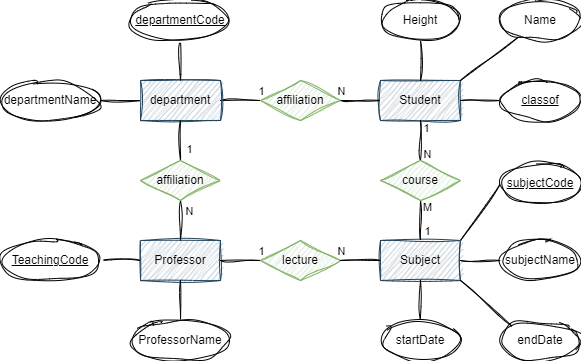 departmentCode
Height
Name
departmentName
department
1
affiliation
N
Student
classof
1
1
affiliation
N
course
M
subjectCode
N
1
TeachingCode
Professor
1
lecture
N
Subject
subjectName
ProfessorName
startDate
endDate